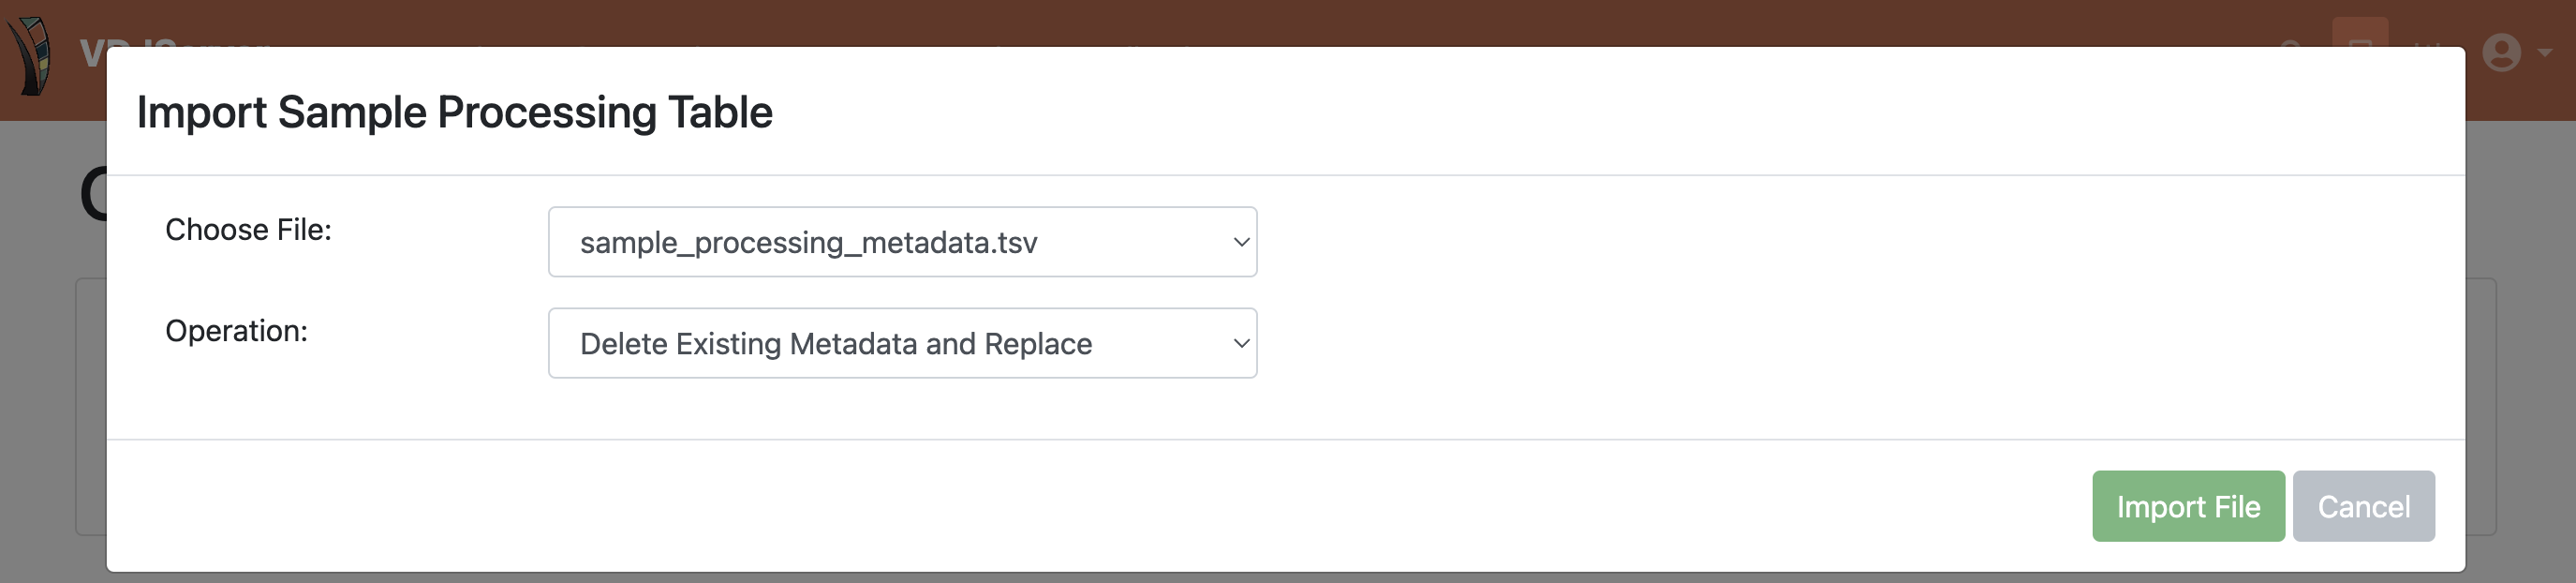 Import Sample Processing Table
Choose File:
sample_processing_metadata.tsv
Operation:
Delete Existing Metadata and Replace
Import File
Cancel